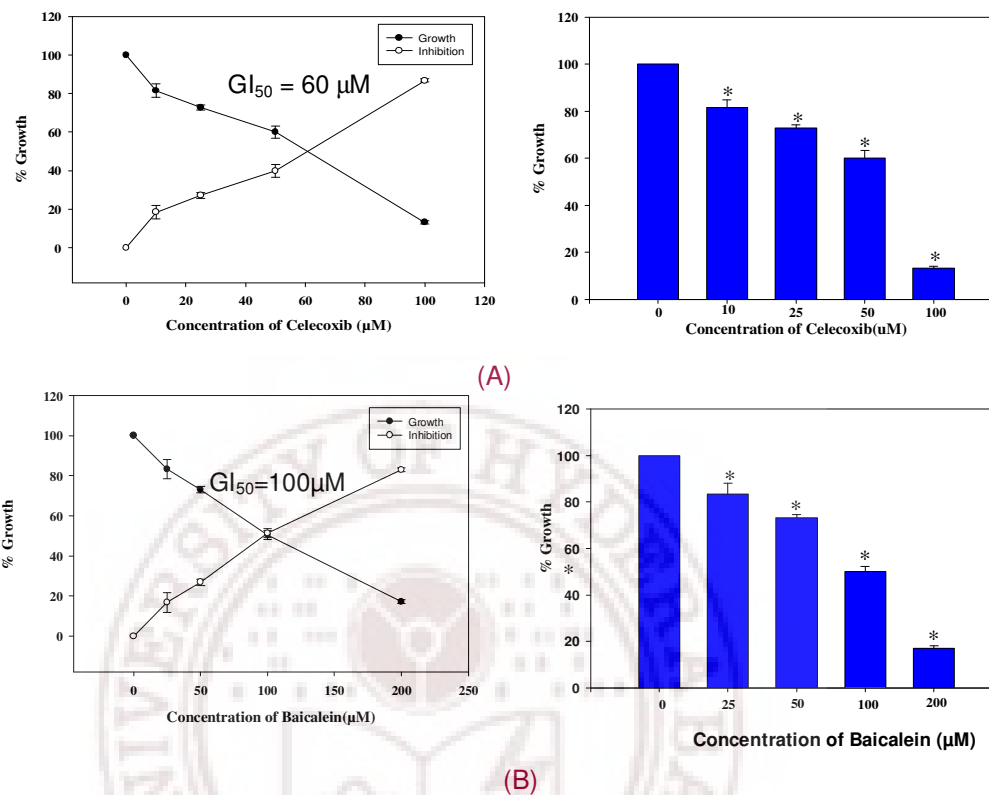 120
100
80
60
40
20
0
% Growth
Growth
Inhibition
GI50 = 60 µM
0 20 40 60 80 100 120
Concentration of Celecoxib (µM)
120
100
80
60
40
20
0
% Growth
* * * *
0 10 25 50 100
Concentration of Celecoxib(uM)
(A)
120
100
80
60
40
20
0
% Growth
Growth
Inhibition
GI50=100µM
0 50 100 150 200 250
Concentration of Baicalein(µM)
120
100
80
60
40
20
0
% Growth
*
* * * *
0 25 50 100 200
Concentration of Baicalein (µM)
(B)
UNIVERSITY OF HYDERA